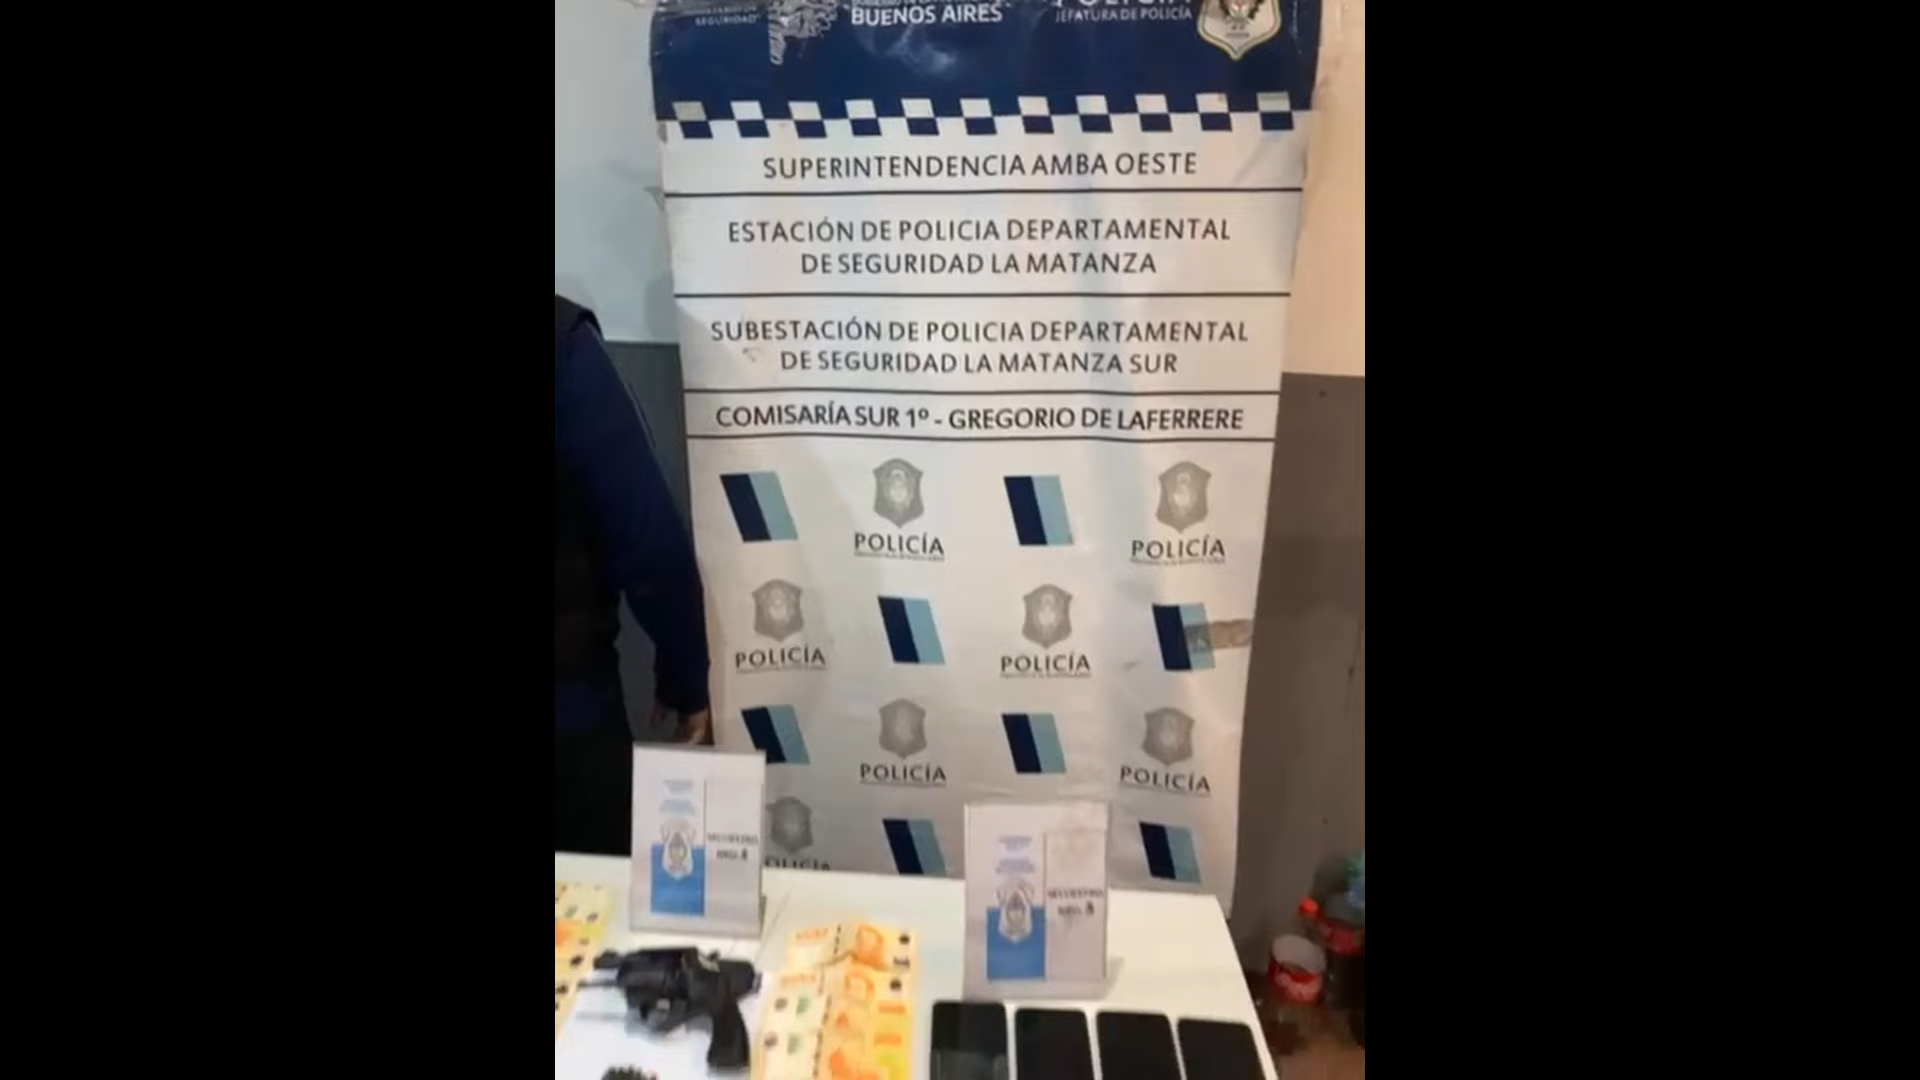 SEGURIDAD
BUENOS AIRES
JEFATURA DE POLICÍA
SUPERINTENDENCIA AMBA OESTE
ESTACIÓN DE POLICIA DEPARTAMENTAL
DE SEGURIDAD LA MATANZA
SUBESTACIÓN DE POLICIA DEPARTAMENTAL
DE SEGURIDAD LA MATANZA SUR
COMISARÍA SUR 1º - GREGORIO DE LAFERRERE
POLICÍA
POLICÍA
POLICÍA
POLICÍA
POLICÍA
POLICÍA